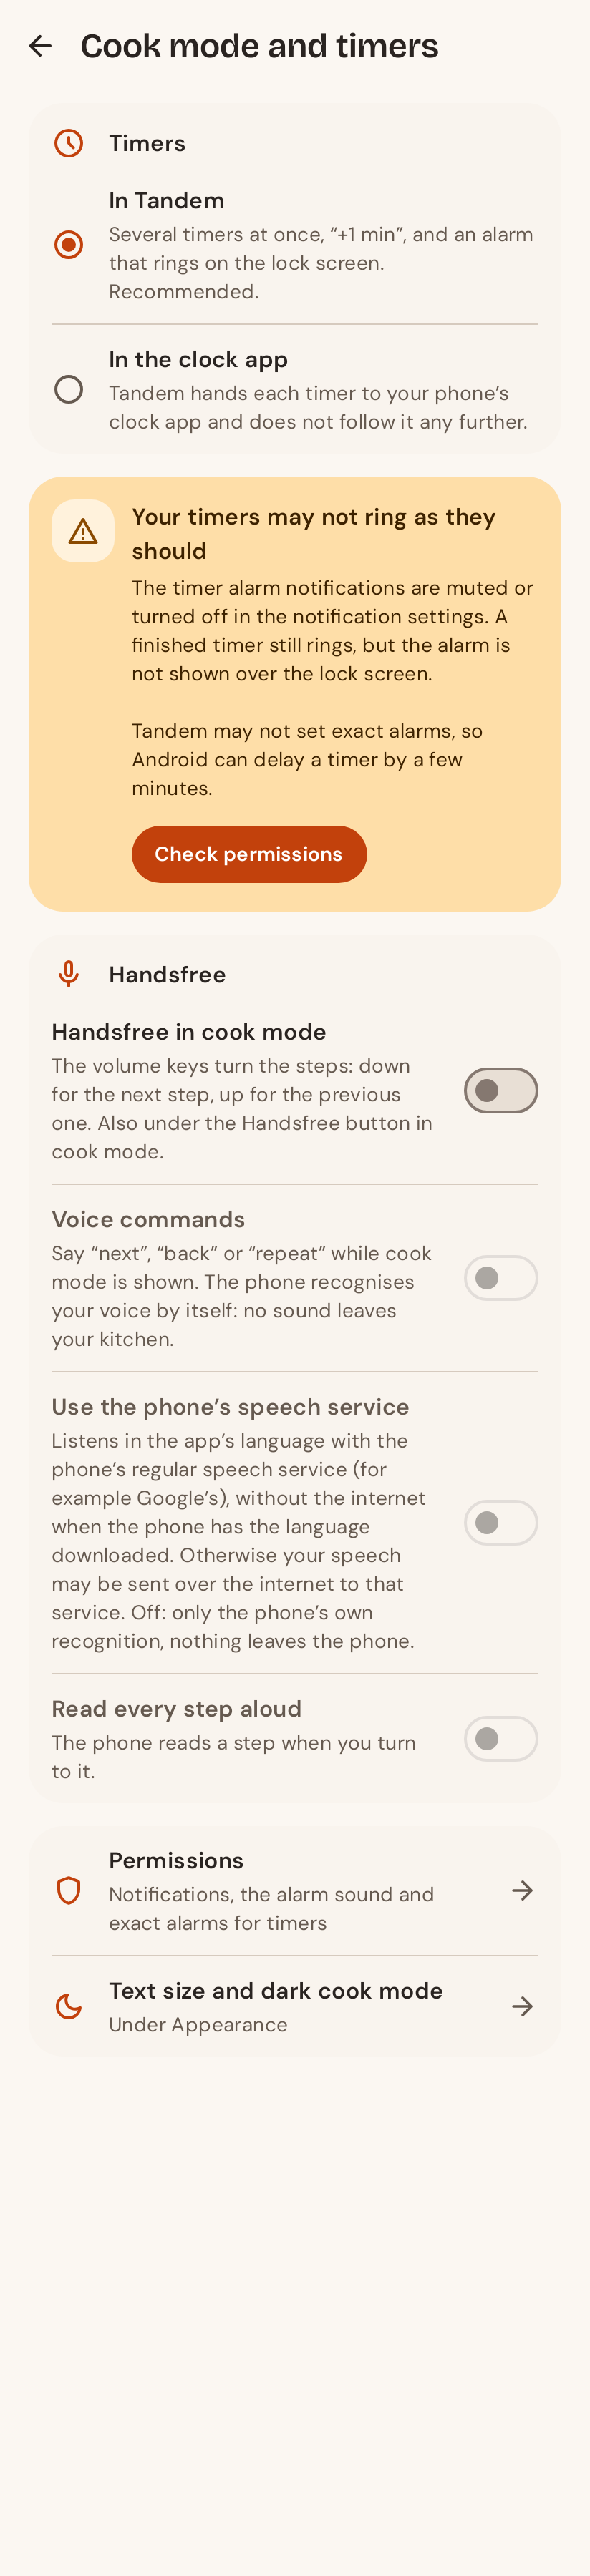 Cook mode and timers
Timers
In Tandem
Several timers at once, “+1 min”, and an alarm
that rings on the lock screen.
Recommended.
In the clock app
Tandem hands each timer to your phone’s
clock app and does not follow it any further.
Your timers may not ring as they
should
The timer alarm notifications are muted or
turned off in the notification settings. A
finished timer still rings, but the alarm is
not shown over the lock screen.
Tandem may not set exact alarms, so
Android can delay a timer by a few
minutes.
Check permissions
Handsfree
Handsfree in cook mode
The volume keys turn the steps: down
for the next step, up for the previous
one. Also under the Handsfree button in
cook mode.
Voice commands
Say “next”, “back” or “repeat” while cook
mode is shown. The phone recognises
your voice by itself: no sound leaves
your kitchen.
Use the phone’s speech service
Listens in the app’s language with the
phone’s regular speech service (for
example Google’s), without the internet
when the phone has the language
downloaded. Otherwise your speech
may be sent over the internet to that
service. Off: only the phone’s own
recognition, nothing leaves the phone.
Read every step aloud
The phone reads a step when you turn
to it.
Permissions
Notifications, the alarm sound and
exact alarms for timers
Text size and dark cook mode
Under Appearance